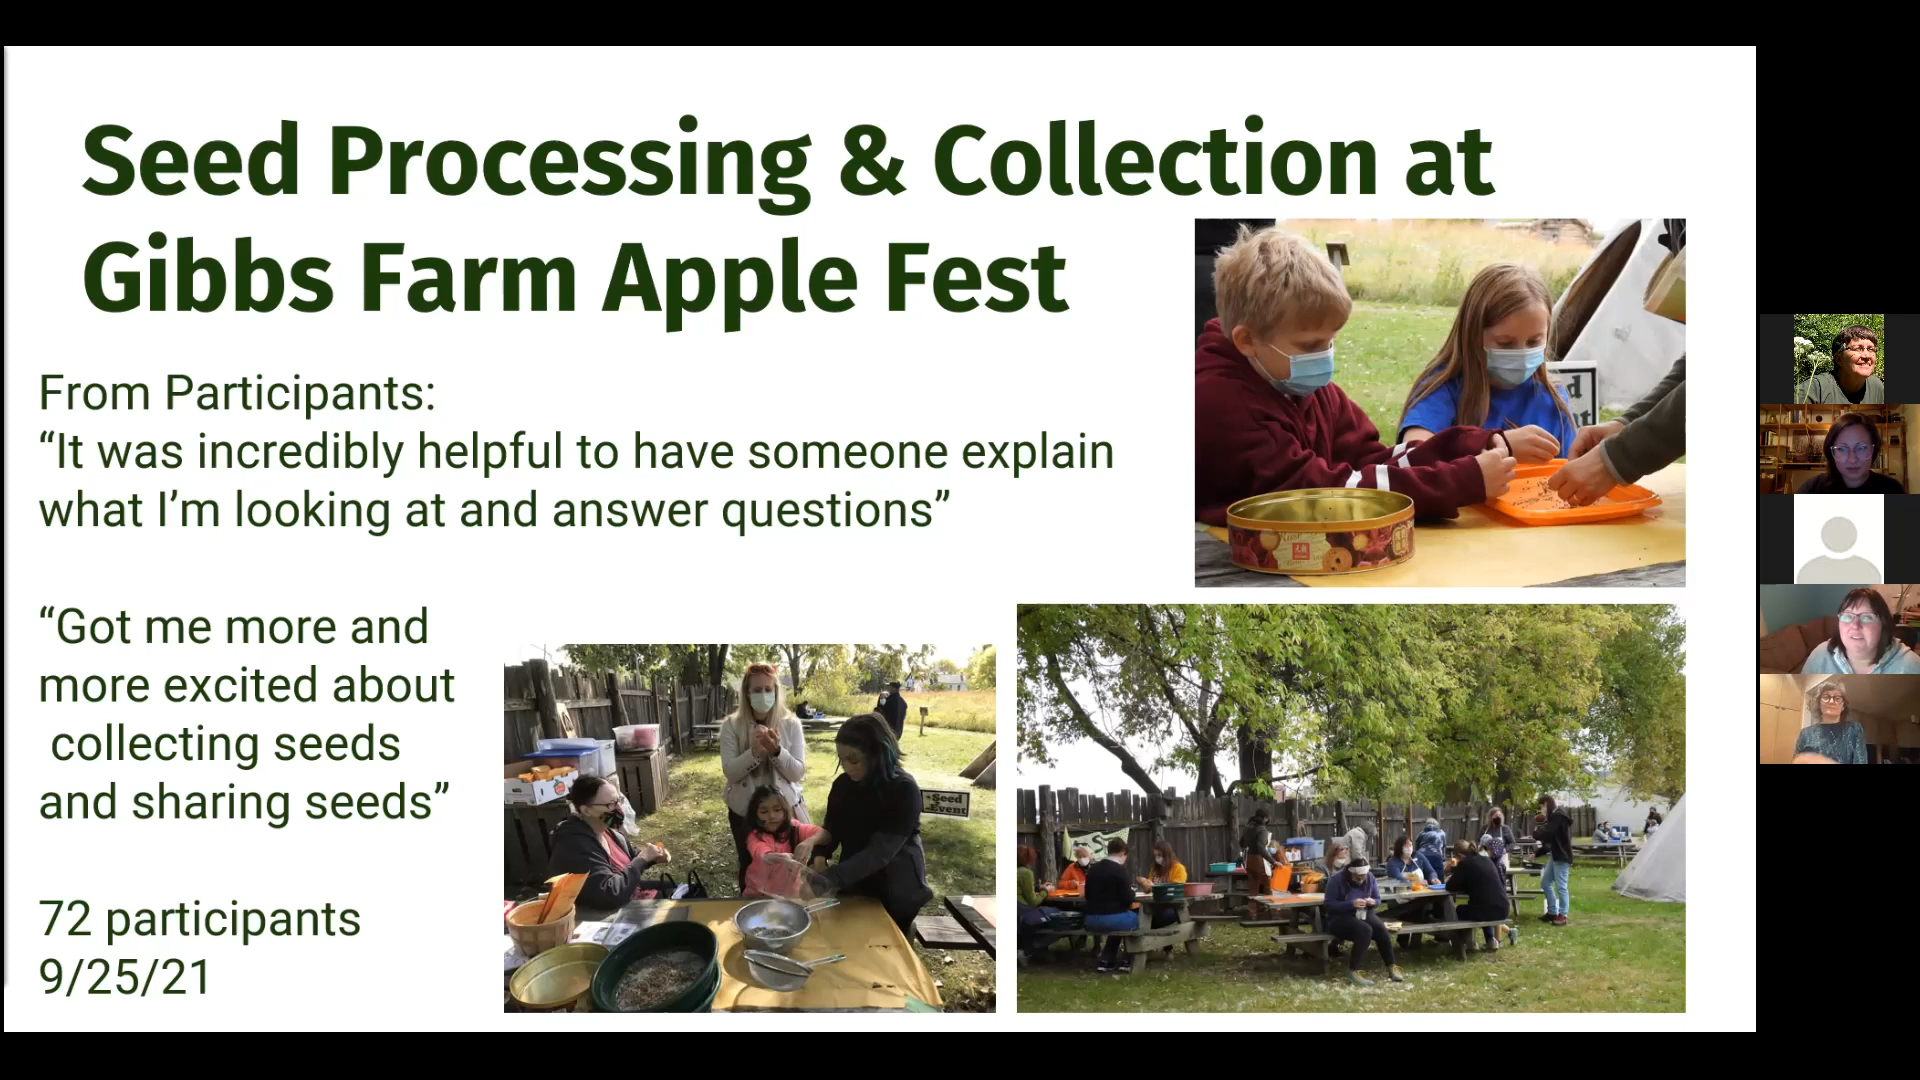 Seed Processing & Collection at
Gibbs Farm Apple Fest
From Participants:
“It was incredibly helpful to have someone explain
what I’m looking at and answer questions”
“Got me more and
more excited about
collecting seeds
and sharing seeds”
72 participants
9/25/21
Seed
Event